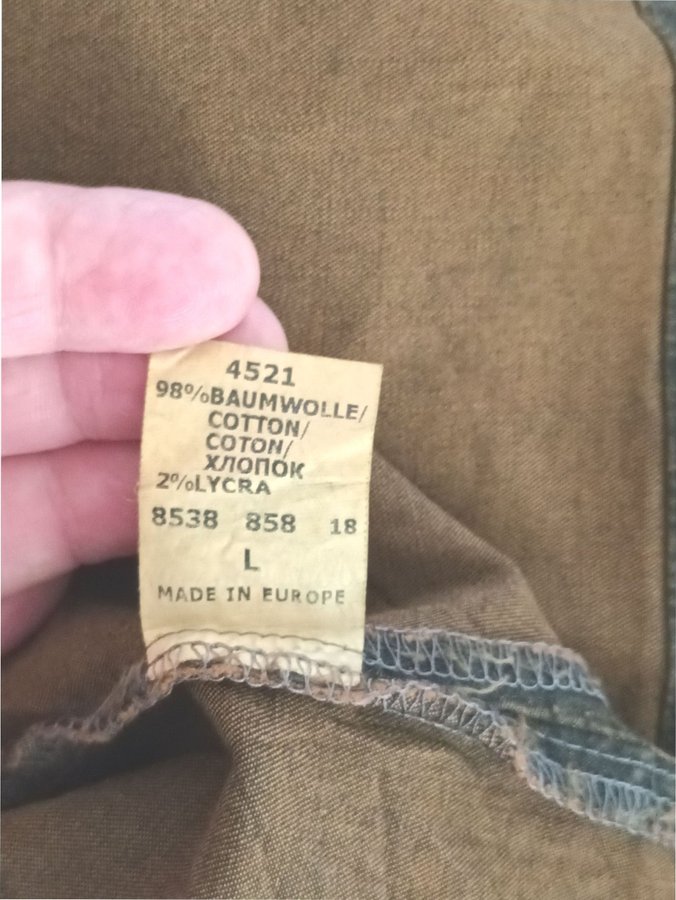 4521
98%BAUMWOLLE/
COTTON/
COTON/
ХЛОПОК
2%LYCRA
8538 858 18
L
MADE IN EUROPE